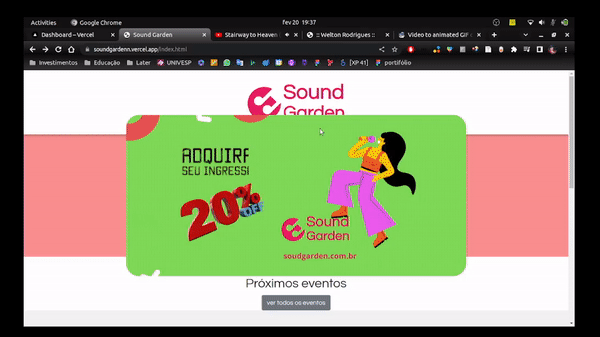 Activities
Google Chrome
fev 20 19:37
Dashboard – Vercel
Sound Garden
Stairway to Heaven
:: Welton Rodrigues ::
Video to animated GIF
soundgardenn.vercel.app/index.html
Investimentos
Educação
Later
UNIVESP
[XP 41]
portifólio
Sound
Garden
ADQUIRA
SEU INGRESS
20%
OFF
Sound
Garden
soudgarden.com.br
Próximos eventos
ver todos os eventos